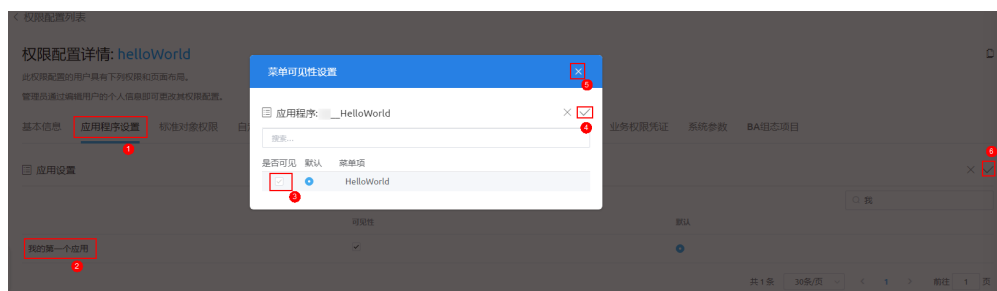 < 权限配置列表
权限配置详情: helloWorld
此权限配置的用户具有下列权限和页面布局。
管理员通过编辑用户的个人信息即可更改其权限配置。
基本信息 应用程序设置 标准对象权限 自 业务权限凭证 系统参数 BA组态项目
1
应用设置
6
我
可见性 默认
我的第一个应用
2
共1条 30条/页 < 1 > 前往 1 页
菜单可见性设置
5
应用程序: __HelloWorld
4
搜索...
是否可见 默认 菜单项
HelloWorld
3